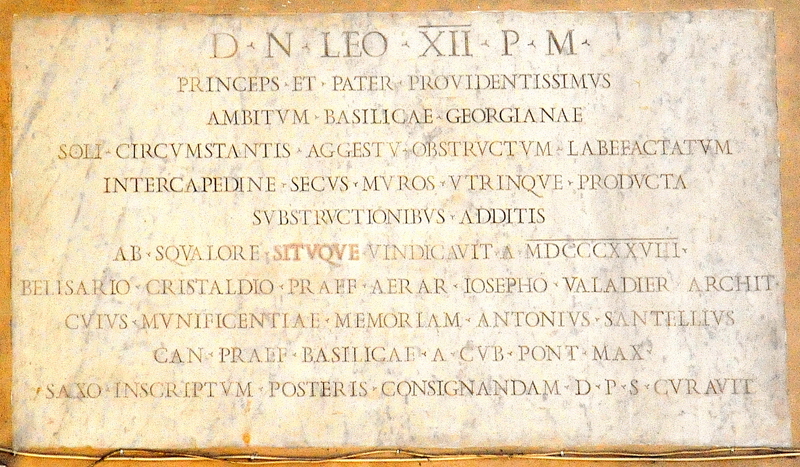 D · N · LEO · XII · P · M ·
PRINCEPS · ET · PATER · PROVIDENTISSIMVS
AMBITVM · BASILICAE · GEORGIANAE
SOLI · CIRCVMSTANTIS · AGGESTV · OBSTRVCTVM · LABEFACTATVM
INTERCAPEDINE · SECVS · MVROS · VTRINQVE · PRODVCTA
SVBSTRVCTIONIBVS · ADDITIS
AB · SQVALORE · SITVQVE · VINDICAVIT · A · MDCCCXXVIII ·
BELISARIO · CRISTALDIO · PRAEF · AERAR · IOSEPHO · VALADIER · ARCHIT ·
CVIVS · MVNIFICENTIAE · MEMORIAM · ANTONIVS · SANTELLIVS
CAN · PRAEF · BASILICAE · A · CVB · PONT · MAX ·
SAXO · INSCRIPTVM · POSTERIS · CONSIGNANDAM · D · P · S · CVRAVIT